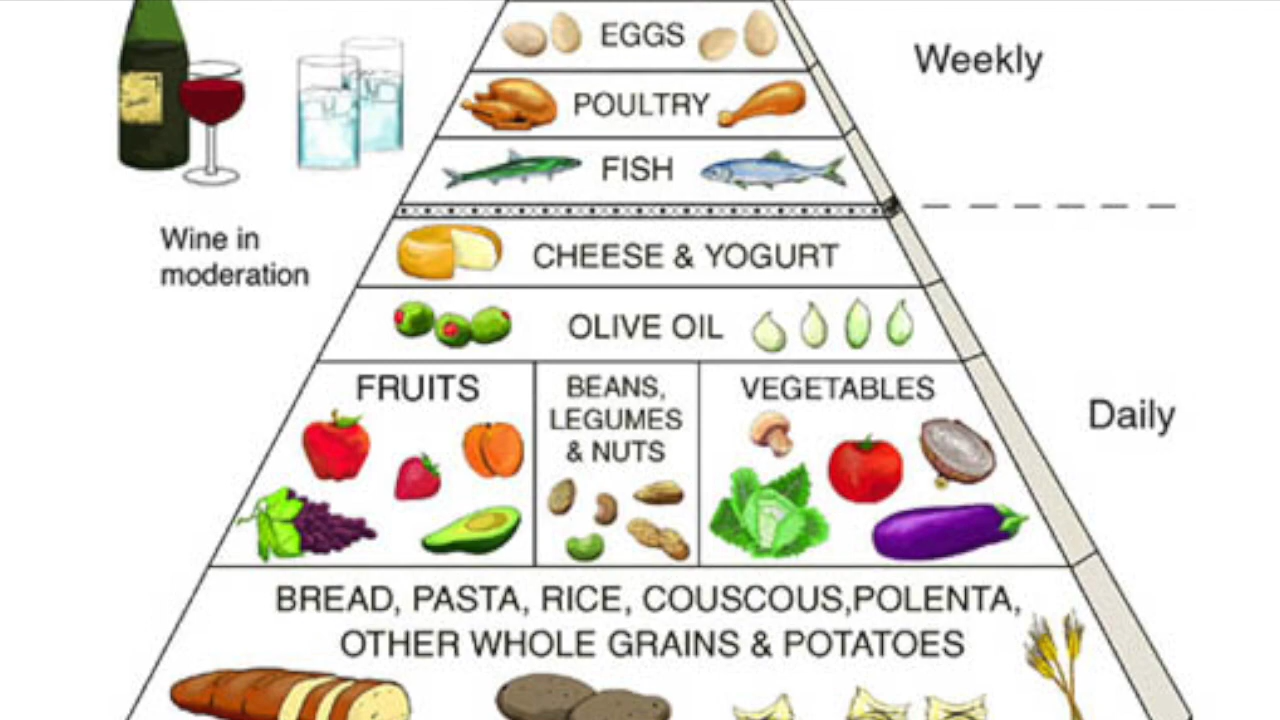 EGGS
Weekly
POULTRY
FISH
Wine in
moderation
CHEESE & YOGURT
OLIVE OIL
FRUITS
BEANS,
LEGUMES
& NUTS
VEGETABLES
Daily
BREAD, PASTA, RICE, COUSCOUS,POLENTA,
OTHER WHOLE GRAINS & POTATOES